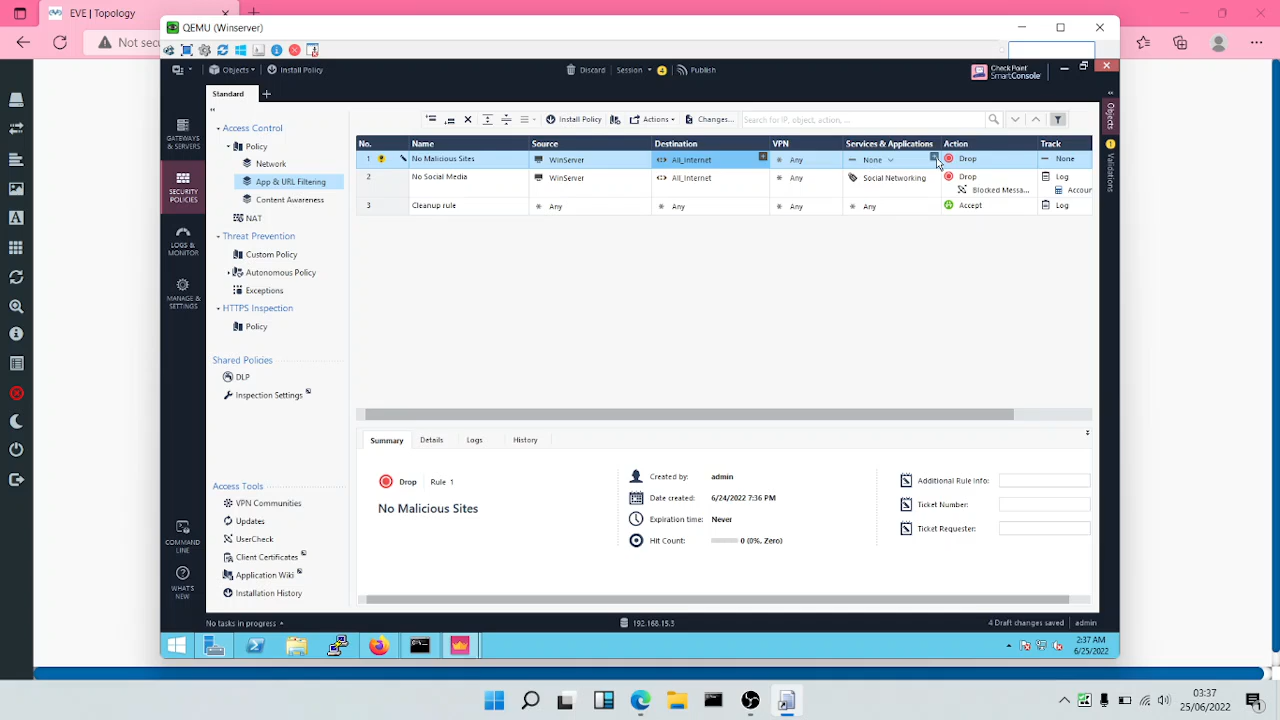 EVE | Topology
Not sec
QEMU (Winserver)
Objects
Install Policy
Discard
Session
4
Publish
Check Point
SmartConsole
Standard
Access Control
Policy
Network
App & URL Filtering
Content Awareness
NAT
Threat Prevention
Custom Policy
Autonomous Policy
Exceptions
HTTPS Inspection
Policy
Shared Policies
DLP
Inspection Settings
Access Tools
VPN Communities
Updates
UserCheck
Client Certificates
Application Wiki
Installation History
GATEWAYS
& SERVERS
SECURITY
POLICIES
LOGS &
MONITOR
MANAGE &
SETTINGS
COMMAND
LINE
WHAT'S
NEW
Install Policy
Actions
Changes...
Search for IP, object, action, ...
No. Name Source Destination VPN Services & Applications Action Track
1 No Malicious Sites WinServer All_Internet Any None Drop None
2 No Social Media WinServer All_Internet Any Social Networking Drop Log
Blocked Messa... Accoun
3 Cleanup rule Any Any Any Any Accept Log
Objects
Validations
Summary Details Logs History
Drop Rule 1
No Malicious Sites
Created by: admin
Date created: 6/24/2022 7:36 PM
Expiration time: Never
Hit Count: 0 (0%, Zero)
Additional Rule Info:
Ticket Number:
Ticket Requester:
No tasks in progress
192.168.15.3
4 Draft changes saved
admin
2:37 AM
6/25/2022
03:37
25/06/2022
1